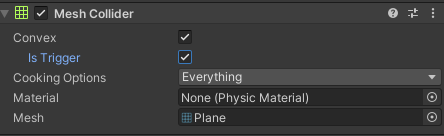 Mesh Collider
Convex
Is Trigger
Cooking Options Everything
Material None (Physic Material)
Mesh Plane